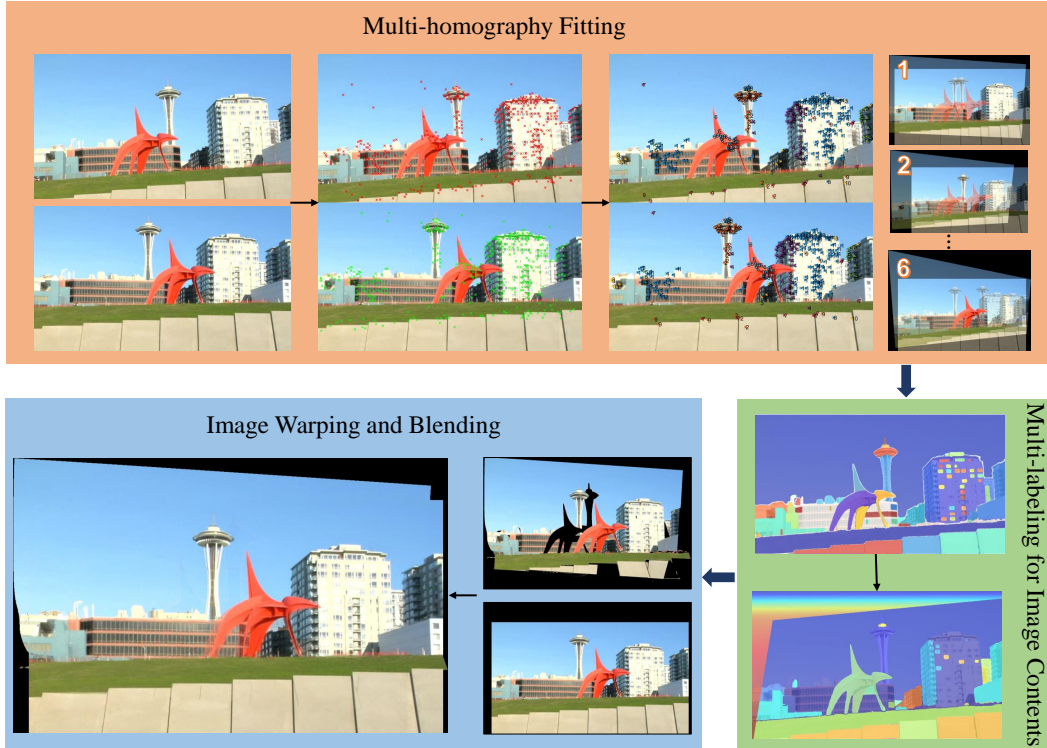 Multi-homography Fitting
1
2
6
Image Warping and Blending
Multi-labeling for Image Contents